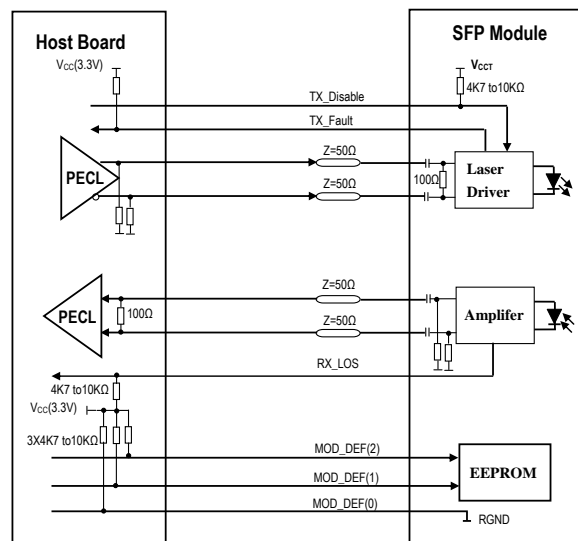 Host Board
SFP Module
VCC(3.3V)
VCCT
4K7 to10KΩ
TX_Disable
TX_Fault
PECL
Z=50Ω
Z=50Ω
100Ω
Laser
Driver
Z=50Ω
PECL
100Ω
Z=50Ω
Amplifer
RX_LOS
4K7 to10KΩ
VCC(3.3V)
3X4K7 to10KΩ
MOD_DEF(2)
EEPROM
MOD_DEF(1)
MOD_DEF(0)
RGND